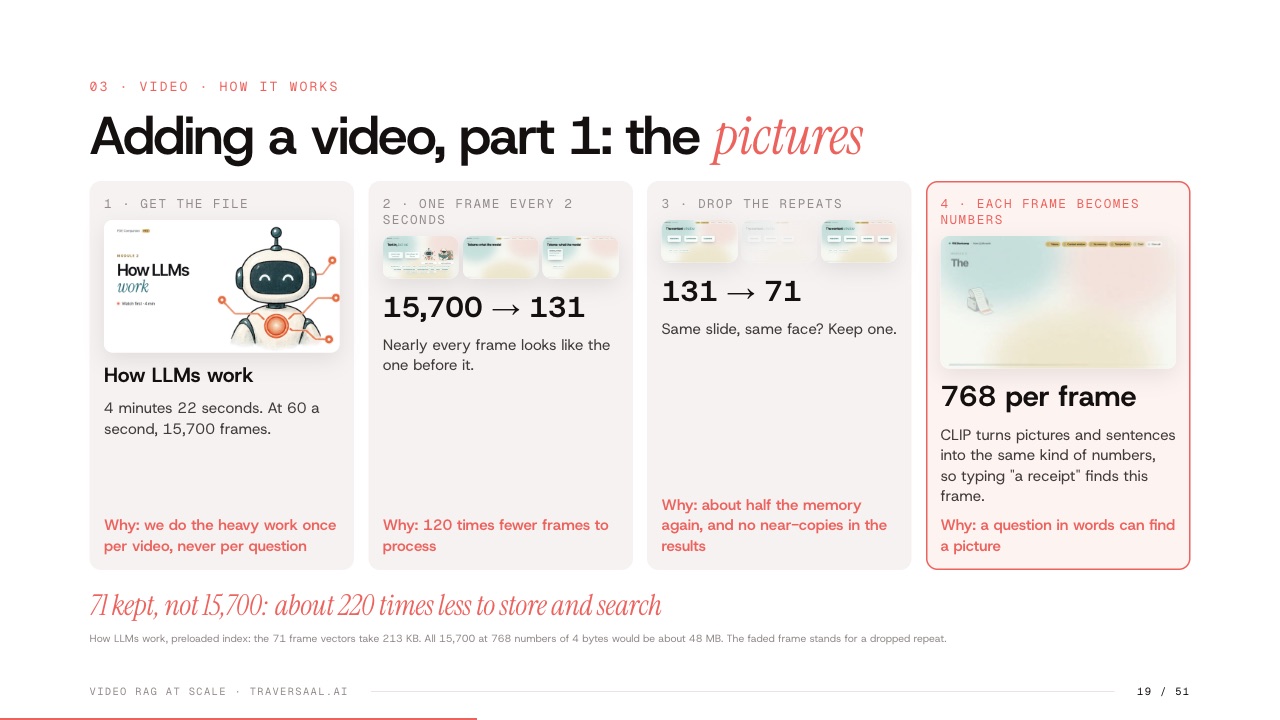 03 · VIDEO · HOW IT WORKS
Adding a video, part 1: the pictures
1 · GET THE FILE
MODULE 2
How LLMs
work
How LLMs work
4 minutes 22 seconds. At 60 a
second, 15,700 frames.
Why: we do the heavy work once
per video, never per question
2 · ONE FRAME EVERY 2
SECONDS
15,700 → 131
Nearly every frame looks like the
one before it.
Why: 120 times fewer frames to
process
3 · DROP THE REPEATS
131 → 71
Same slide, same face? Keep one.
Why: about half the memory
again, and no near-copies in the
results
4 · EACH FRAME BECOMES
NUMBERS
The
768 per frame
CLIP turns pictures and sentences
into the same kind of numbers,
so typing "a receipt" finds this
frame.
Why: a question in words can find
a picture
71 kept, not 15,700: about 220 times less to store and search
How LLMs work, preloaded index: the 71 frame vectors take 213 KB. All 15,700 at 768 numbers of 4 bytes would be about 48 MB. The faded frame stands for a dropped repeat.
VIDEO RAG AT SCALE · TRAVERSAAL.AI
19 / 51